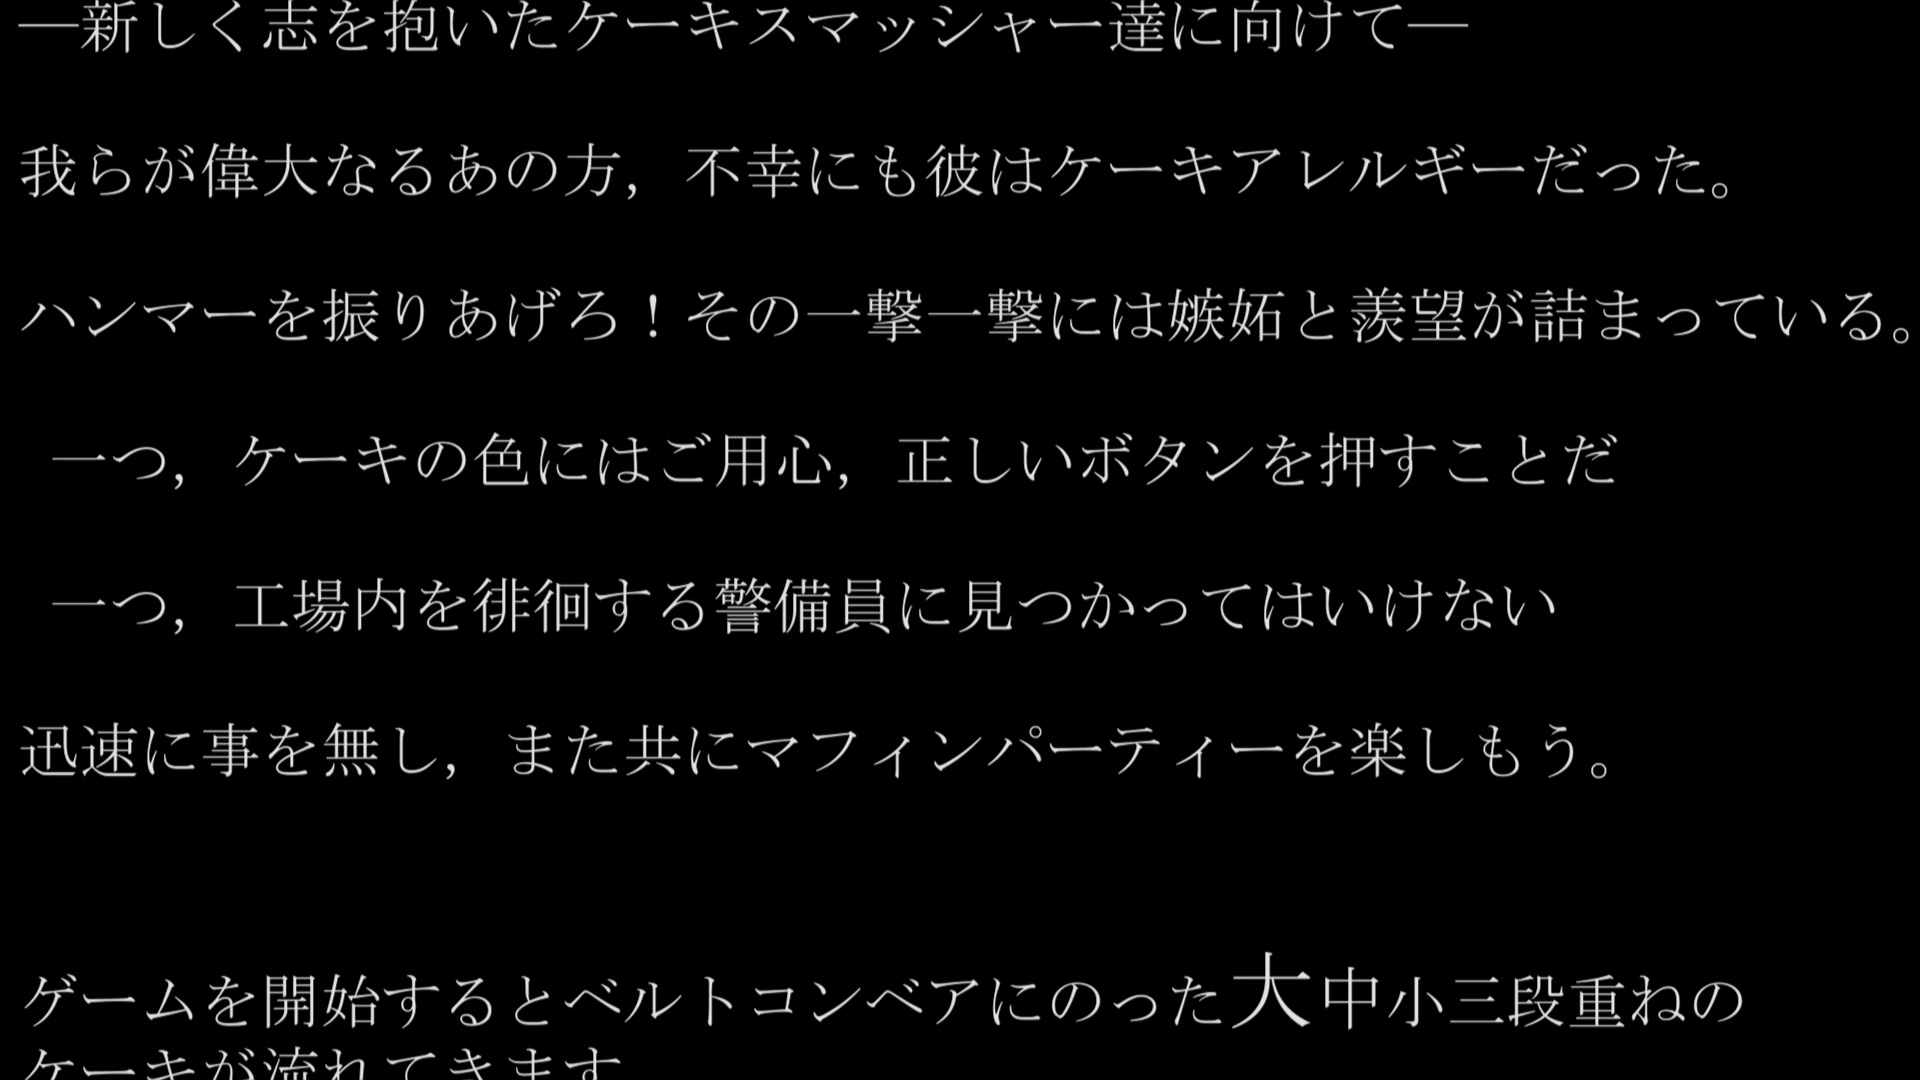 ―新しく志を抱いたケーキスマッシャー達に向けて―
我らが偉大なるあの方，不幸にも彼はケーキアレルギーだった。
ハンマーを振りあげろ！その一撃一撃には嫉妬と羨望が詰まっている。
一つ，ケーキの色にはご用心，正しいボタンを押すことだ
一つ，工場内を徘徊する警備員に見つかってはいけない
迅速に事を無し，また共にマフィンパーティーを楽しもう。
ゲームを開始するとベルトコンベアにのった大中小三段重ねの
ケーキが流れてきます